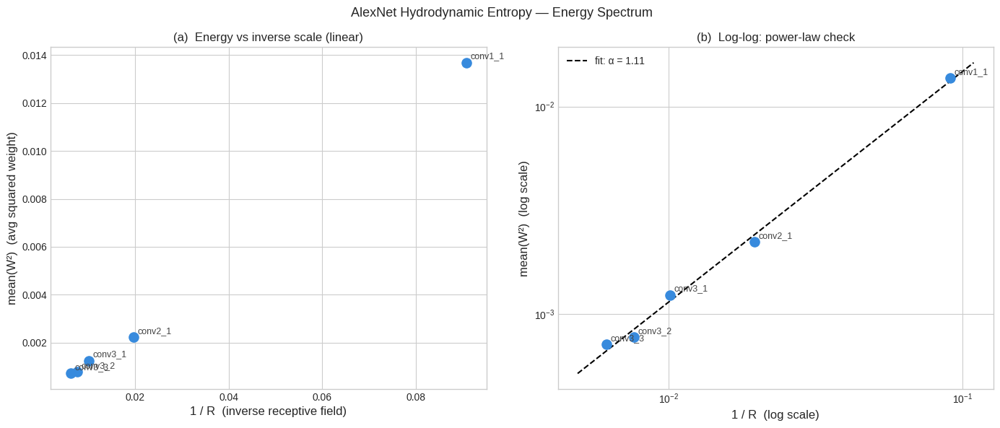 AlexNet Hydrodynamic Entropy — Energy Spectrum
(a)  Energy vs inverse scale (linear)
mean(W²)  (avg squared weight)
0.014
0.012
0.010
0.008
0.006
0.004
0.002
conv1_1
conv2_1
conv3_1
conv3_2
conv3_3
0.02
0.04
0.06
0.08
1 / R  (inverse receptive field)
(b)  Log-log: power-law check
fit: α = 1.11
mean(W²)  (log scale)
10⁻²
10⁻³
conv1_1
conv2_1
conv3_1
conv3_2
conv3_3
10⁻²
10⁻¹
1 / R  (log scale)